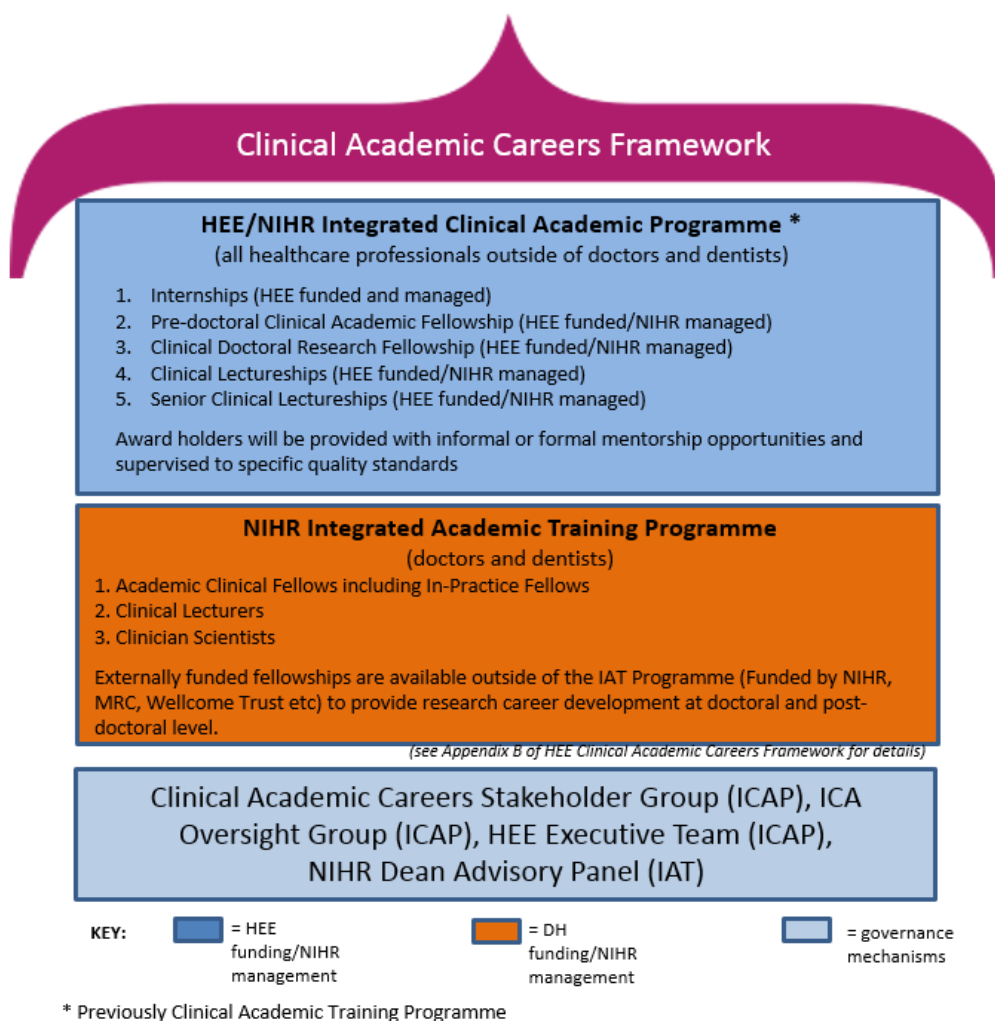 Clinical Academic Careers Framework
HEE/NIHR Integrated Clinical Academic Programme *
(all healthcare professionals outside of doctors and dentists)
1. Internships (HEE funded and managed)
2. Pre-doctoral Clinical Academic Fellowship (HEE funded/NIHR managed)
3. Clinical Doctoral Research Fellowship (HEE funded/NIHR managed)
4. Clinical Lectureships (HEE funded/NIHR managed)
5. Senior Clinical Lectureships (HEE funded/NIHR managed)
Award holders will be provided with informal or formal mentorship opportunities and
supervised to specific quality standards
NIHR Integrated Academic Training Programme
(doctors and dentists)
1. Academic Clinical Fellows including In-Practice Fellows
2. Clinical Lecturers
3. Clinician Scientists
Externally funded fellowships are available outside of the IAT Programme (Funded by NIHR,
MRC, Wellcome Trust etc) to provide research career development at doctoral and post-
doctoral level.
(see Appendix B of HEE Clinical Academic Careers Framework for details)
Clinical Academic Careers Stakeholder Group (ICAP), ICA
Oversight Group (ICAP), HEE Executive Team (ICAP),
NIHR Dean Advisory Panel (IAT)
KEY:
= HEE
funding/NIHR
management
= DH
funding/NIHR
management
= governance
mechanisms
* Previously Clinical Academic Training Programme